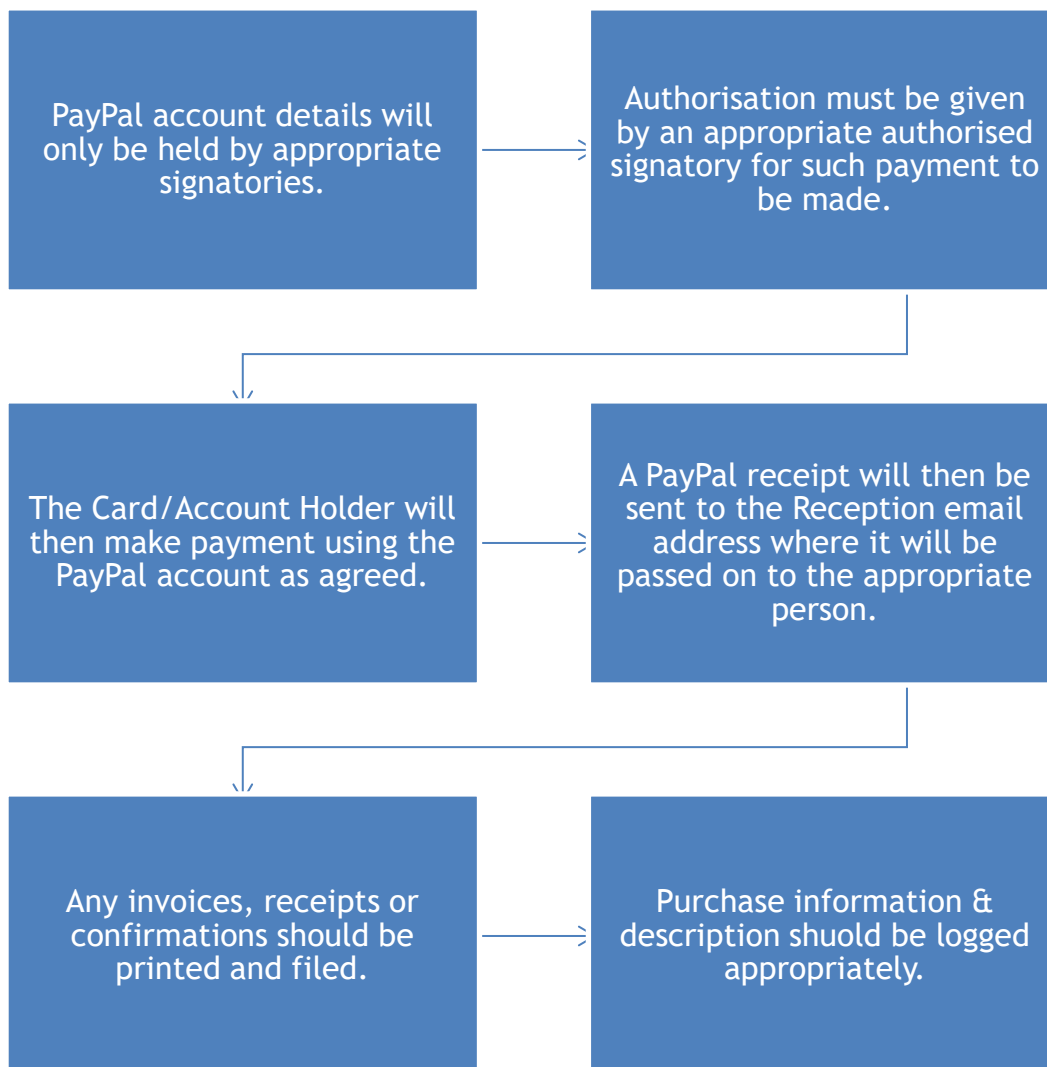 PayPal account details will
only be held by appropriate
signatories.
Authorisation must be given
by an appropriate authorised
signatory for such payment to
be made.
The Card/Account Holder will
then make payment using the
PayPal account as agreed.
A PayPal receipt will then be
sent to the Reception email
address where it will be
passed on to the appropriate
person.
Any invoices, receipts or
confirmations should be
printed and filed.
Purchase information &
description shuold be logged
appropriately.